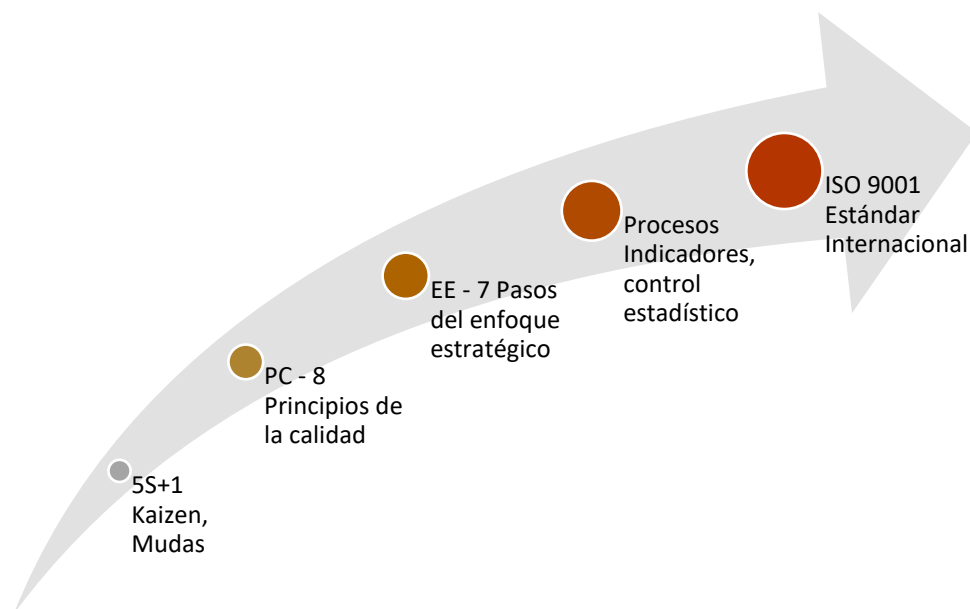 5S+1
Kaizen,
Mudas
PC - 8
Principios de
la calidad
EE - 7 Pasos
del enfoque
estratégico
Procesos
Indicadores,
control
estadístico
ISO 9001
Estándar
Internacional